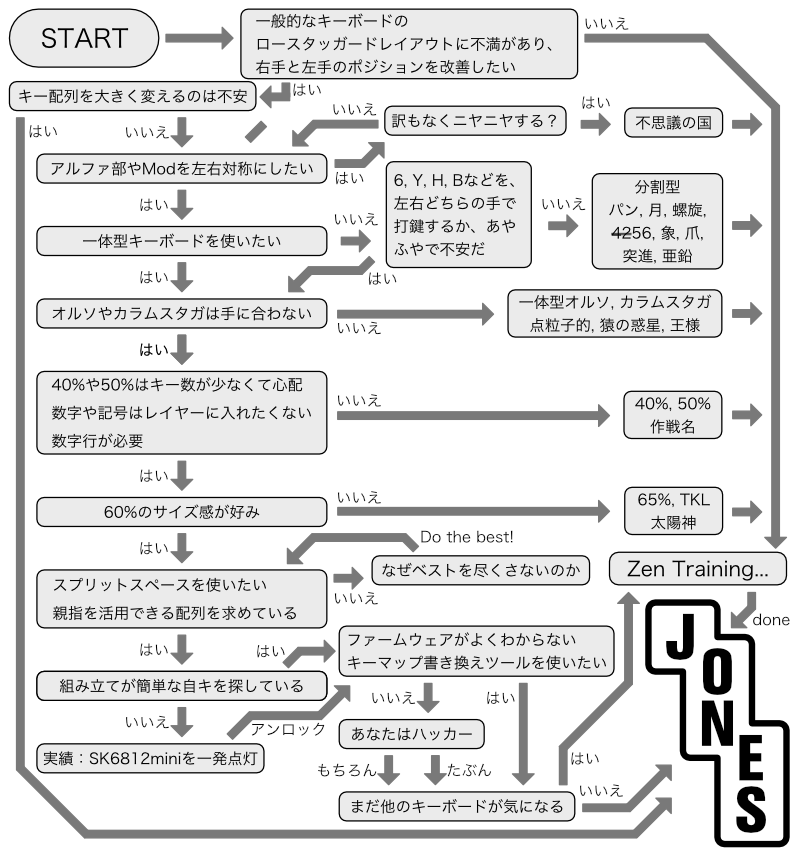 START
一般的なキーボードの
ロースタッガードレイアウトに不満があり、
右手と左手のポジションを改善したい
いいえ
はい
キー配列を大きく変えるのは不安
はい
いいえ
いいえ
訳もなくニヤニヤする？
はい
不思議の国
アルファ部やModを左右対称にしたい
はい
はい
6, Y, H, Bなどを、
左右どちらの手で
打鍵するか、あや
ふやで不安だ
いいえ
分割型
パン, 月, 螺旋,
4256, 象, 爪,
突進, 亜鉛
一体型キーボードを使いたい
いいえ
はい
はい
オルソやカラムスタガは手に合わない
いいえ
一体型オルソ, カラムスタガ
点粒子的, 猿の惑星, 王様
はい
40%や50%はキー数が少なくて心配
数字や記号はレイヤーに入れたくない
数字行が必要
いいえ
40%, 50%
作戦名
はい
60%のサイズ感が好み
いいえ
65%, TKL
太陽神
はい
Do the best!
スプリットスペースを使いたい
親指を活用できる配列を求めている
いいえ
なぜベストを尽くさないのか
Zen Training...
done
はい
はい
ファームウェアがよくわからない
キーマップ書き換えツールを使いたい
組み立てが簡単な自キを探している
いいえ
アンロック
いいえ
はい
実績：SK6812miniを一発点灯
あなたはハッカー
もちろん
たぶん
はい
まだ他のキーボードが気になる
いいえ
JONES